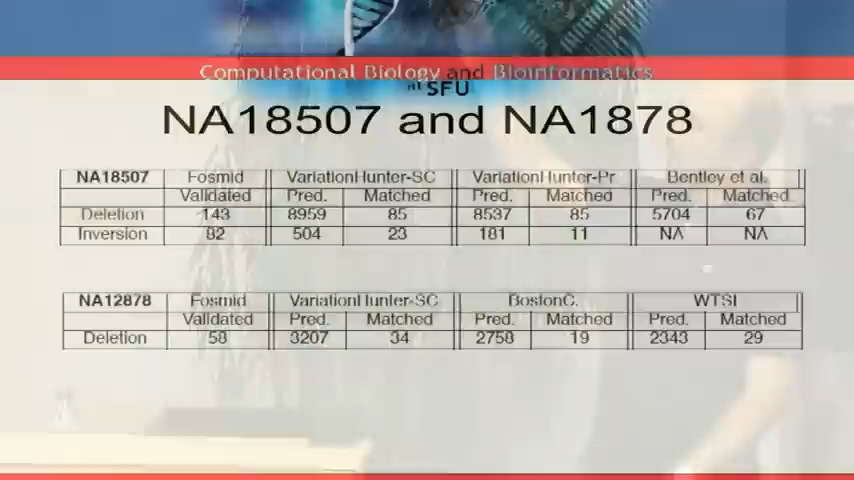 Computational Biology and Bioinformatics
at SFU
NA18507 and NA1878
NA18507 Fosmid VariationHunter-SC VariationHunter-Pr Bentley et al.
Validated Pred. Matched Pred. Matched Pred. Matched
Deletion 143 8959 85 8537 85 5704 67
Inversion 82 504 23 181 11 NA NA
NA12878 Fosmid VariationHunter-SC BostonC. WTSI
Validated Pred. Matched Pred. Matched Pred. Matched
Deletion 58 3207 34 2758 19 2343 29